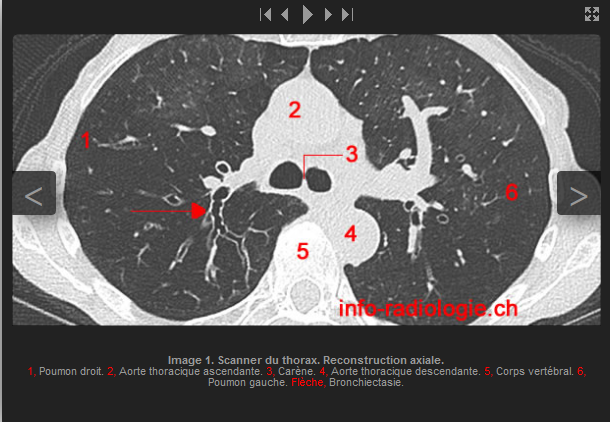 2
1
3
<
6
>
4
5
info-radiologie.ch
Image 1. Scanner du thorax. Reconstruction axiale.
1, Poumon droit. 2, Aorte thoracique ascendante. 3, Carène. 4, Aorte thoracique descendante. 5, Corps vertébral. 6,
Poumon gauche. Flèche, Bronchiectasie.